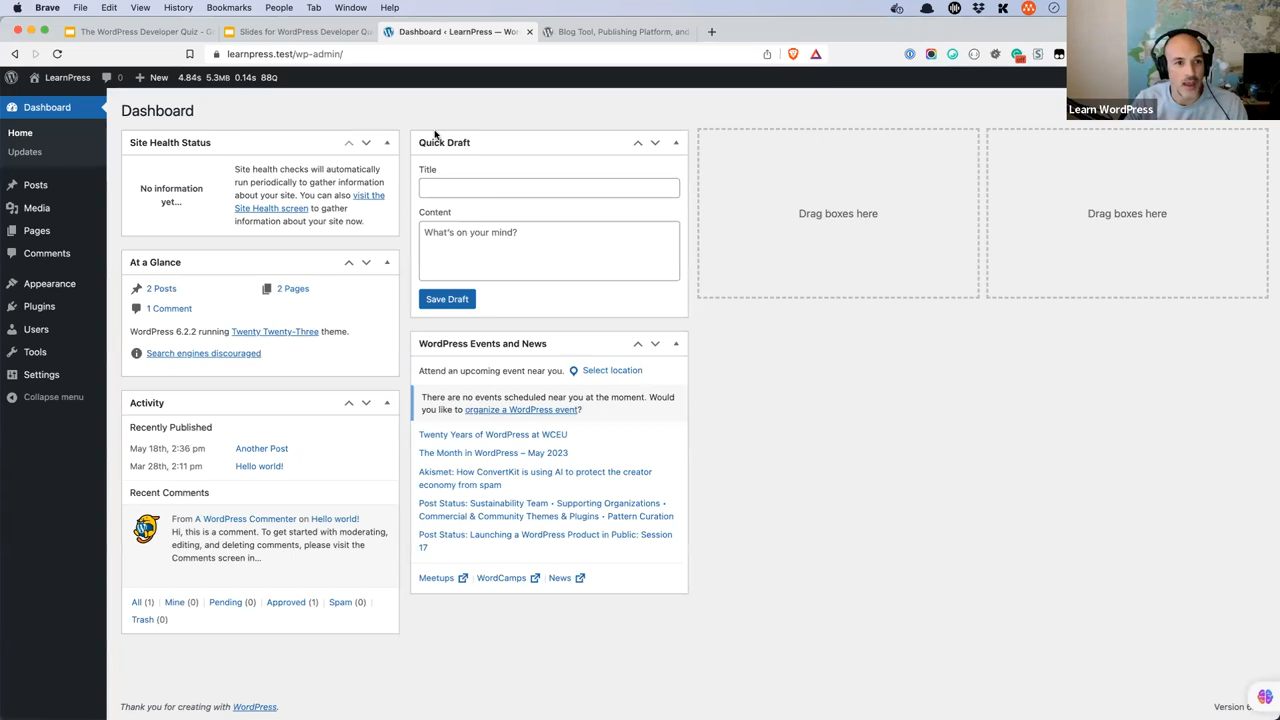 Brave File Edit View History Bookmarks People Tab Window Help
The WordPress Developer Quiz - G
Slides for WordPress Developer Qu
Dashboard ‹ LearnPress — Wor
Blog Tool, Publishing Platform, and
learnpress.test/wp-admin/
LearnPress 0 New 4.84s 5.3MB 0.14s 88Q
Learn WordPress
Dashboard
Home
Updates
Posts
Media
Pages
Comments
Appearance
Plugins
Users
Tools
Settings
Collapse menu
Dashboard
Site Health Status
No information
yet...
Site health checks will automatically
run periodically to gather information
about your site. You can also visit the
Site Health screen to gather
information about your site now.
At a Glance
2 Posts
2 Pages
1 Comment
WordPress 6.2.2 running Twenty Twenty-Three theme.
Search engines discouraged
Activity
Recently Published
May 18th, 2:36 pm Another Post
Mar 28th, 2:11 pm Hello world!
Recent Comments
From A WordPress Commenter on Hello world!
Hi, this is a comment. To get started with moderating,
editing, and deleting comments, please visit the
Comments screen in...
All (1) | Mine (0) | Pending (0) | Approved (1) | Spam (0) |
Trash (0)
Quick Draft
Title
Content
What's on your mind?
Save Draft
WordPress Events and News
Attend an upcoming event near you. Select location
There are no events scheduled near you at the moment. Would
you like to organize a WordPress event?
Twenty Years of WordPress at WCEU
The Month in WordPress – May 2023
Akismet: How ConvertKit is using AI to protect the creator
economy from spam
Post Status: Sustainability Team • Supporting Organizations •
Commercial & Community Themes & Plugins • Pattern Curation
Post Status: Launching a WordPress Product in Public: Session
17
Meetups | WordCamps | News
Drag boxes here
Drag boxes here
Thank you for creating with WordPress.
Version 6